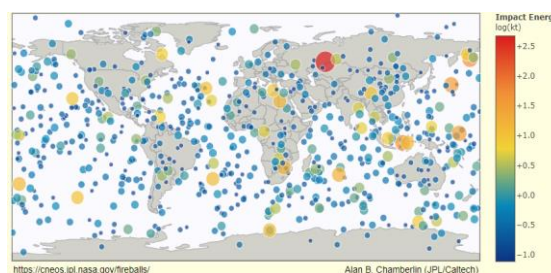 Impact Energ
log(kt)
+2.5
+2.0
+1.5
+1.0
+0.5
+0.0
-0.5
-1.0
https://cneos.jpl.nasa.gov/fireballs/
Alan B. Chamberlin (JPL/Caltech)